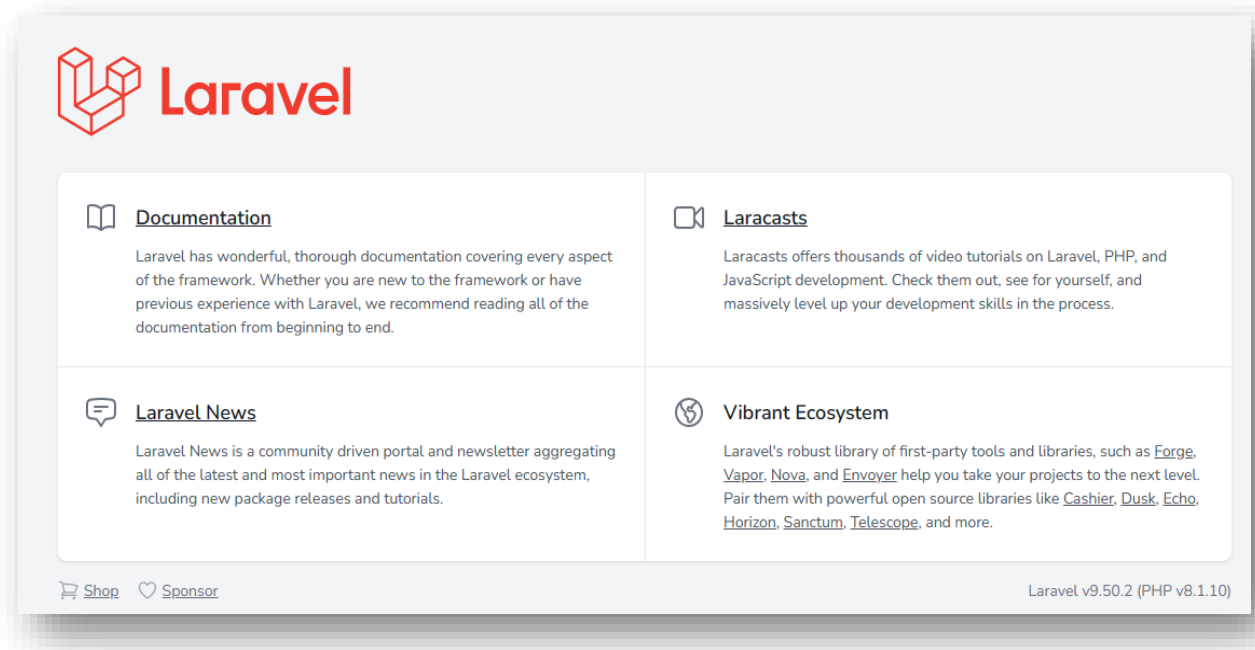 Laravel
Documentation
Laravel has wonderful, thorough documentation covering every aspect
of the framework. Whether you are new to the framework or have
previous experience with Laravel, we recommend reading all of the
documentation from beginning to end.
Laracasts
Laracasts offers thousands of video tutorials on Laravel, PHP, and
JavaScript development. Check them out, see for yourself, and
massively level up your development skills in the process.
Laravel News
Laravel News is a community driven portal and newsletter aggregating
all of the latest and most important news in the Laravel ecosystem,
including new package releases and tutorials.
Vibrant Ecosystem
Laravel's robust library of first-party tools and libraries, such as Forge,
Vapor, Nova, and Envoyer help you take your projects to the next level.
Pair them with powerful open source libraries like Cashier, Dusk, Echo,
Horizon, Sanctum, Telescope, and more.
Shop
Sponsor
Laravel v9.50.2 (PHP v8.1.10)